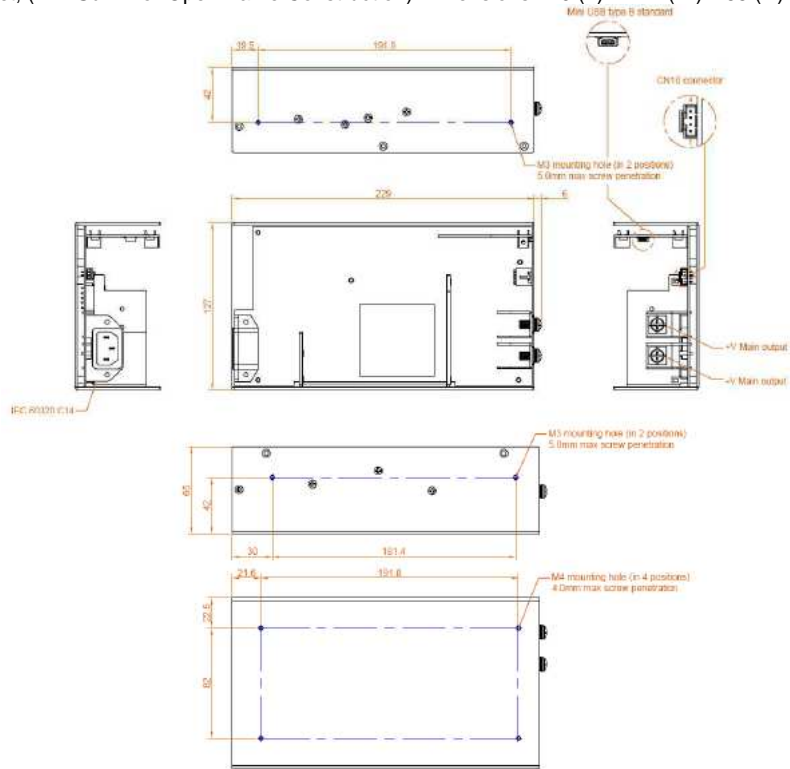 Mini USB type B standard
19.5
191.8
CN16 connector
42
M3 mounting hole (in 2 positions)
5.0mm max screw penetration
229
6
127
+V Main output
-V Main output
IEC 60320 C14
M3 mounting hole (in 2 positions)
5.0mm max screw penetration
65
42
30
181.4
21.6
191.8
M4 mounting hole (in 4 positions)
4.0mm max screw penetration
22.5
82